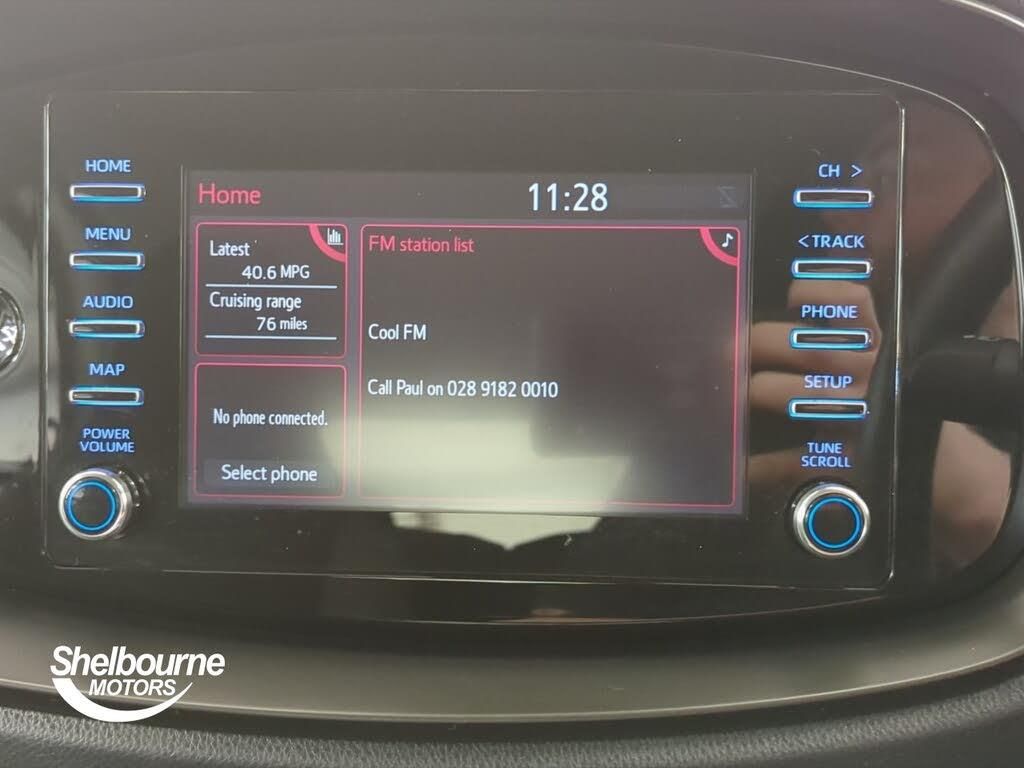 HOME
MENU
AUDIO
MAP
POWER
VOLUME
Home
11:28
Latest
40.6 MPG
Cruising range
76 miles
No phone connected.
Select phone
FM station list
Cool FM
Call Paul on 028 9182 0010
CH >
< TRACK
PHONE
SETUP
TUNE
SCROLL
Shelbourne
MOTORS